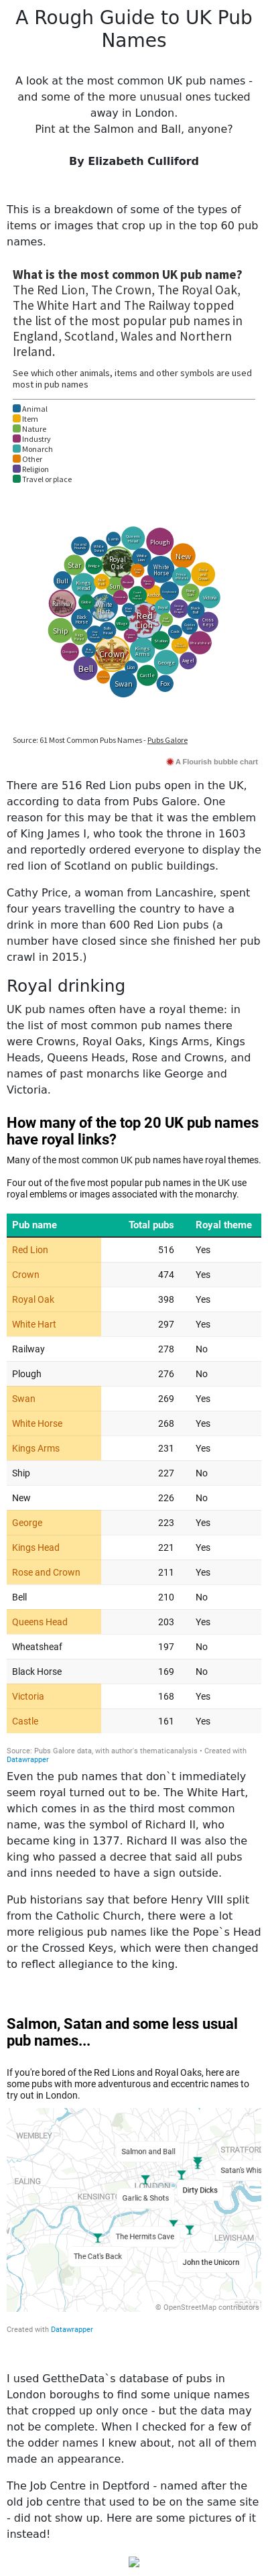 A Rough Guide to UK Pub
Names
A look at the most common UK pub names -
and some of the more unusual ones tucked
away in London.
Pint at the Salmon and Ball, anyone?
By Elizabeth Culliford
This is a breakdown of some of the types of
items or images that crop up in the top 60 pub
names.
What is the most common UK pub name?
The Red Lion, The Crown, The Royal Oak,
The White Hart and The Railway topped
the list of the most popular pub names in
England, Scotland, Wales and Northern
Ireland.
See which other animals, items and other symbols are used
most in pub names
Animal
Item
Nature
Industry
Monarch
Other
Religion
Travel or place
Plough
New
Royal
Oak
White
Horse
Star
Sun
Bull
Kings
Head
Victoria
Railway
White
Hart
Red
Lion
Ship
Cross
Keys
Crown
Kings
Arms
George
Angel
Bell
Lion
Castle
Swan
Fox
Source: 61 Most Common Pubs Names - Pubs Galore
A Flourish bubble chart
There are 516 Red Lion pubs open in the UK,
according to data from Pubs Galore. One
reason for this may be that it was the emblem
of King James I, who took the throne in 1603
and reportedly ordered everyone to display the
red lion of Scotland on public buildings.
Cathy Price, a woman from Lancashire, spent
four years travelling the country to have a
drink in more than 600 Red Lion pubs (a
number have closed since she finished her pub
crawl in 2015.)
Royal drinking
UK pub names often have a royal theme: in
the list of most common pub names there
were Crowns, Royal Oaks, Kings Arms, Kings
Heads, Queens Heads, Rose and Crowns, and
names of past monarchs like George and
Victoria.
How many of the top 20 UK pub names
have royal links?
Many of the most common UK pub names have royal themes.
Four out of the five most popular pub names in the UK use
royal emblems or images associated with the monarchy.
Pub name Total pubs Royal theme
Red Lion 516 Yes
Crown 474 Yes
Royal Oak 398 Yes
White Hart 297 Yes
Railway 278 No
Plough 276 No
Swan 269 Yes
White Horse 268 Yes
Kings Arms 231 Yes
Ship 227 No
New 226 No
George 223 Yes
Kings Head 221 Yes
Rose and Crown 211 Yes
Bell 210 No
Queens Head 203 Yes
Wheatsheaf 197 No
Black Horse 169 No
Victoria 168 Yes
Castle 161 Yes
Source: Pubs Galore data, with author's thematicanalysis • Created with
Datawrapper
Even the pub names that don`t immediately
seem royal turned out to be. The White Hart,
which comes in as the third most common
name, was the symbol of Richard II, who
became king in 1377. Richard II was also the
king who passed a decree that said all pubs
and inns needed to have a sign outside.
Pub historians say that before Henry VIII split
from the Catholic Church, there were a lot
more religious pub names like the Pope`s Head
or the Crossed Keys, which were then changed
to reflect allegiance to the king.
Salmon, Satan and some less usual
pub names...
If you're bored of the Red Lions and Royal Oaks, here are
some pubs with more adventurous and eccentric names to
try out in London.
WEMBLEY
Salmon and Ball
STRATFORD
Satan's Whis
EALING
LONDON
Dirty Dicks
KENSINGT
Garlic & Shots
The Hermits Cave
LEWISHAM
The Cat's Back
John the Unicorn
© OpenStreetMap contributors
Created with Datawrapper
I used GettheData`s database of pubs in
London boroughs to find some unique names
that cropped up only once - but the data may
not be complete. When I checked for a few of
the odder names I knew about, not all of them
made an appearance.
The Job Centre in Deptford - named after the
old job centre that used to be on the same site
- did not show up. Here are some pictures of it
instead!